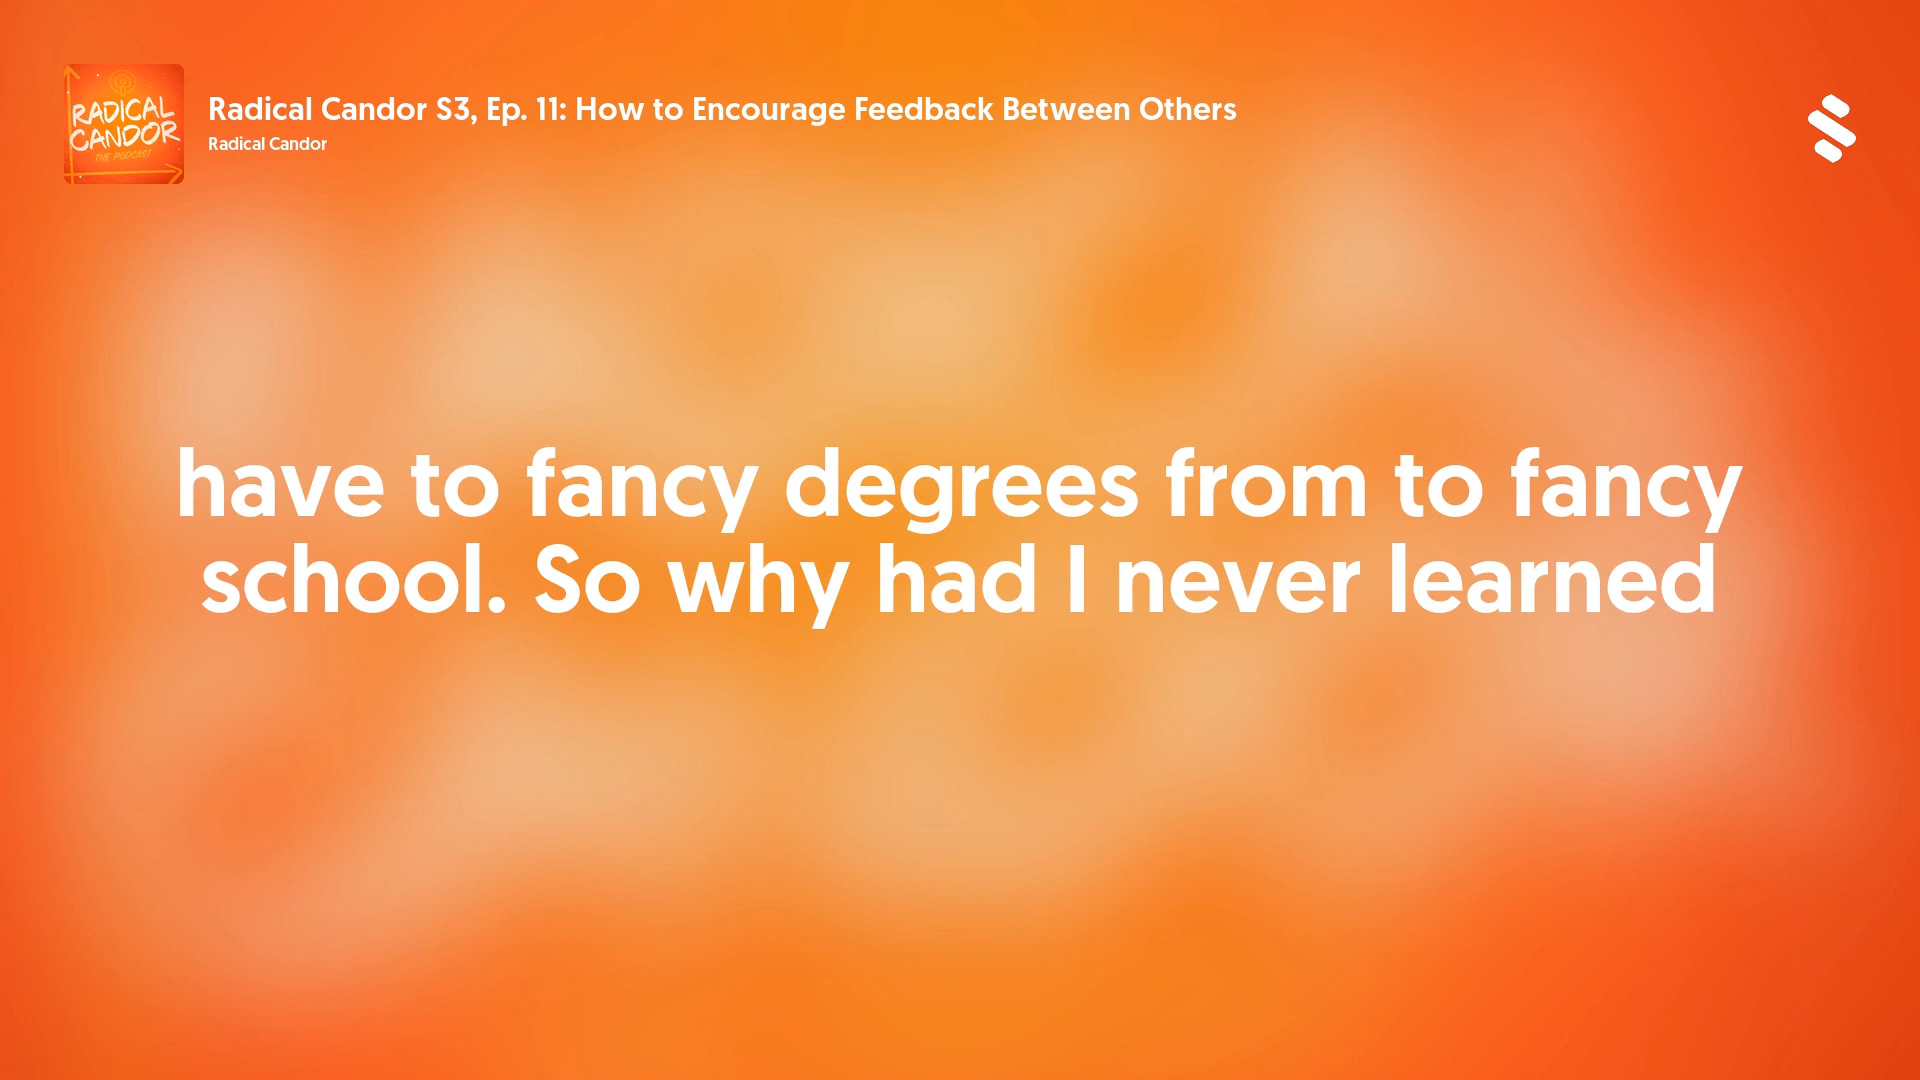 RADICAL
CANDOR
THE PODCAST
Radical Candor S3, Ep. 11: How to Encourage Feedback Between Others
Radical Candor
have to fancy degrees from to fancy
school. So why had I never learned